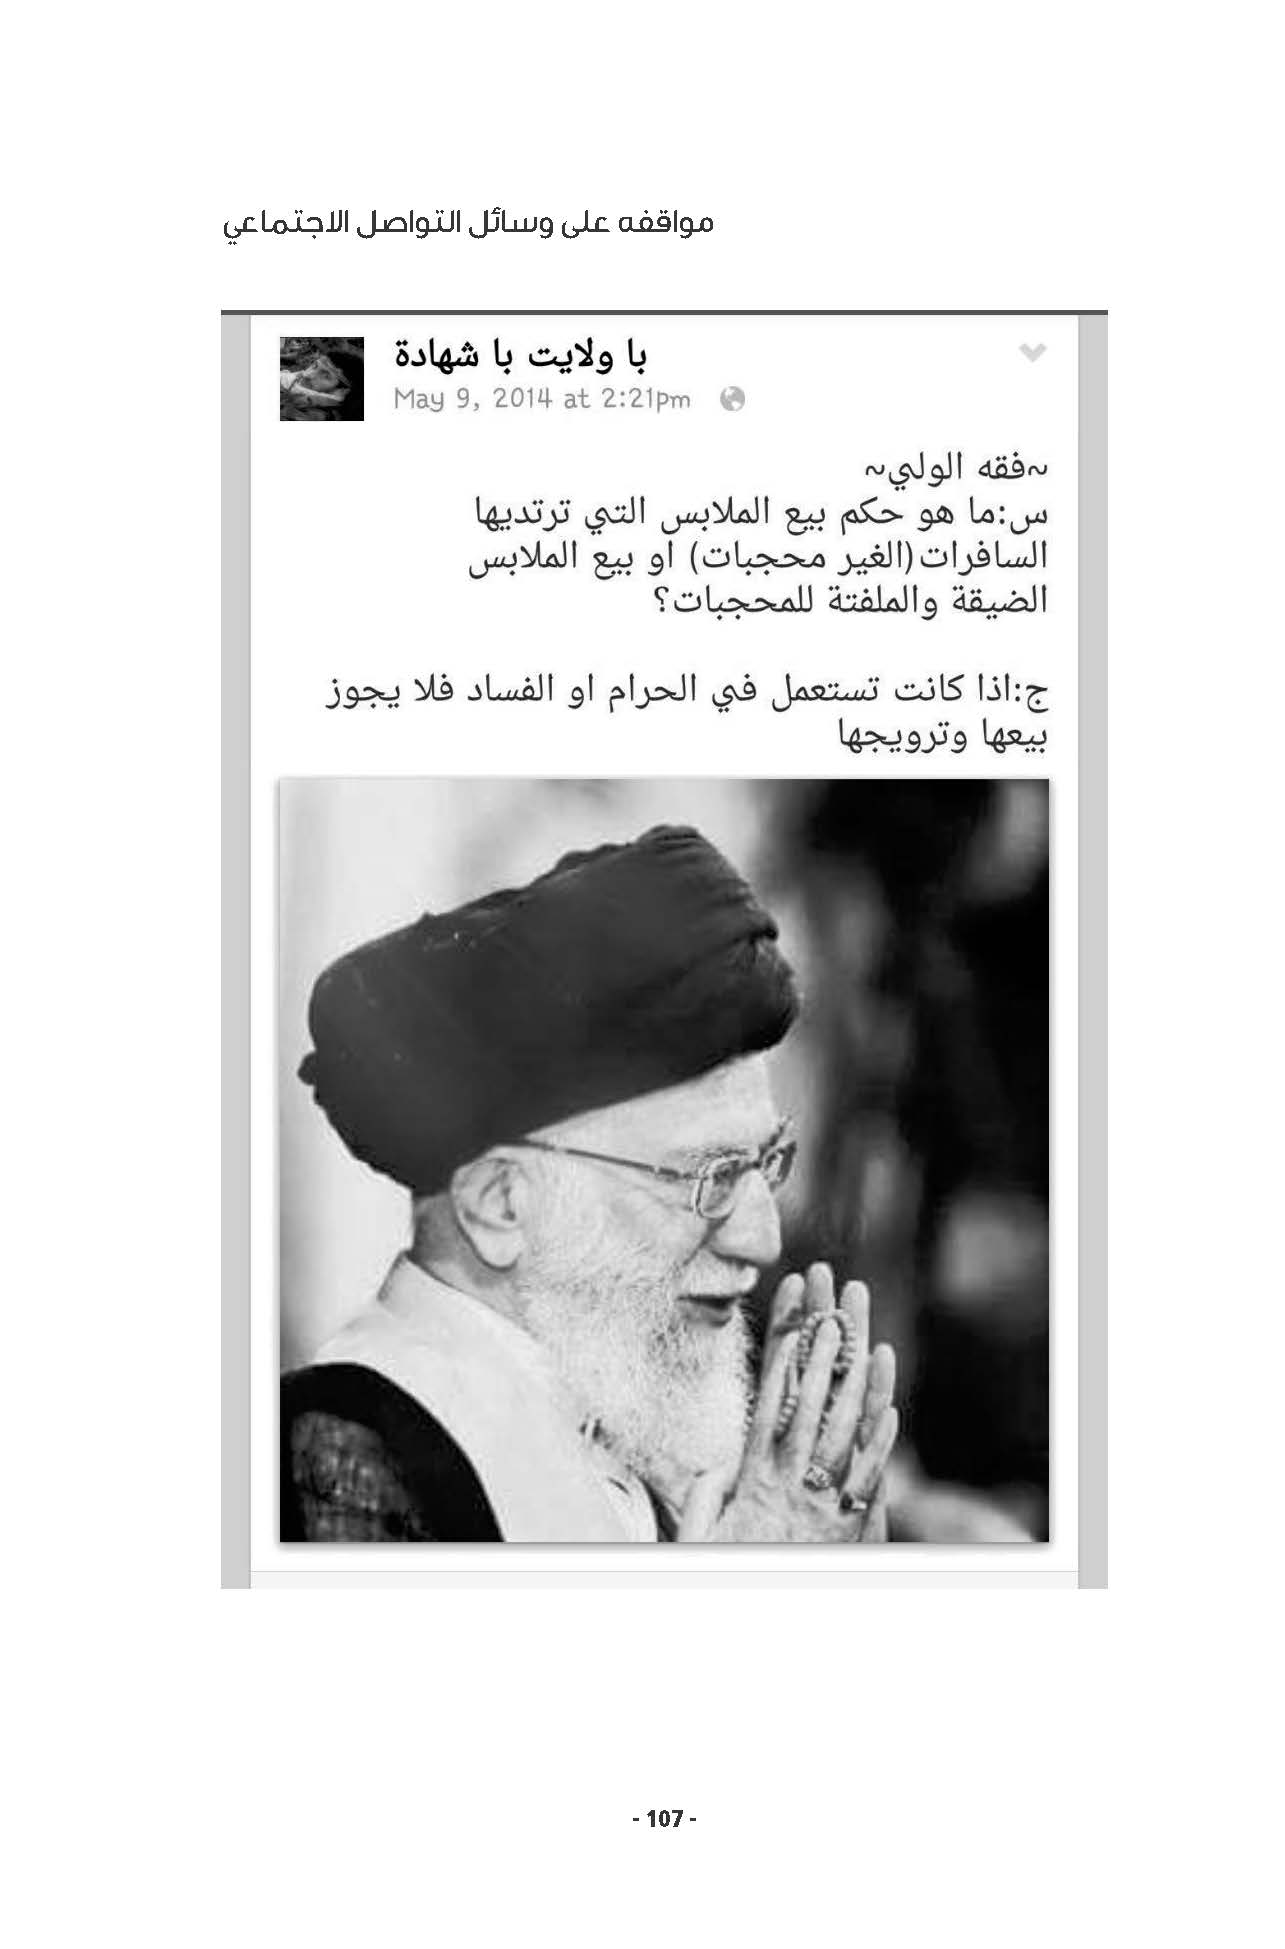 مواقفه على وسائل التواصل الاجتماعي
با ولايت با شهادة
May 9, 2014 at 2:21pm
~فقه الولي~
س:ما هو حكم بيع الملابس التي ترتديها
السافرات(الغير محجبات) او بيع الملابس
الضيقة والملفتة للمحجبات؟
ج:اذا كانت تستعمل في الحرام او الفساد فلا يجوز
بيعها وترويجها
- 107 -